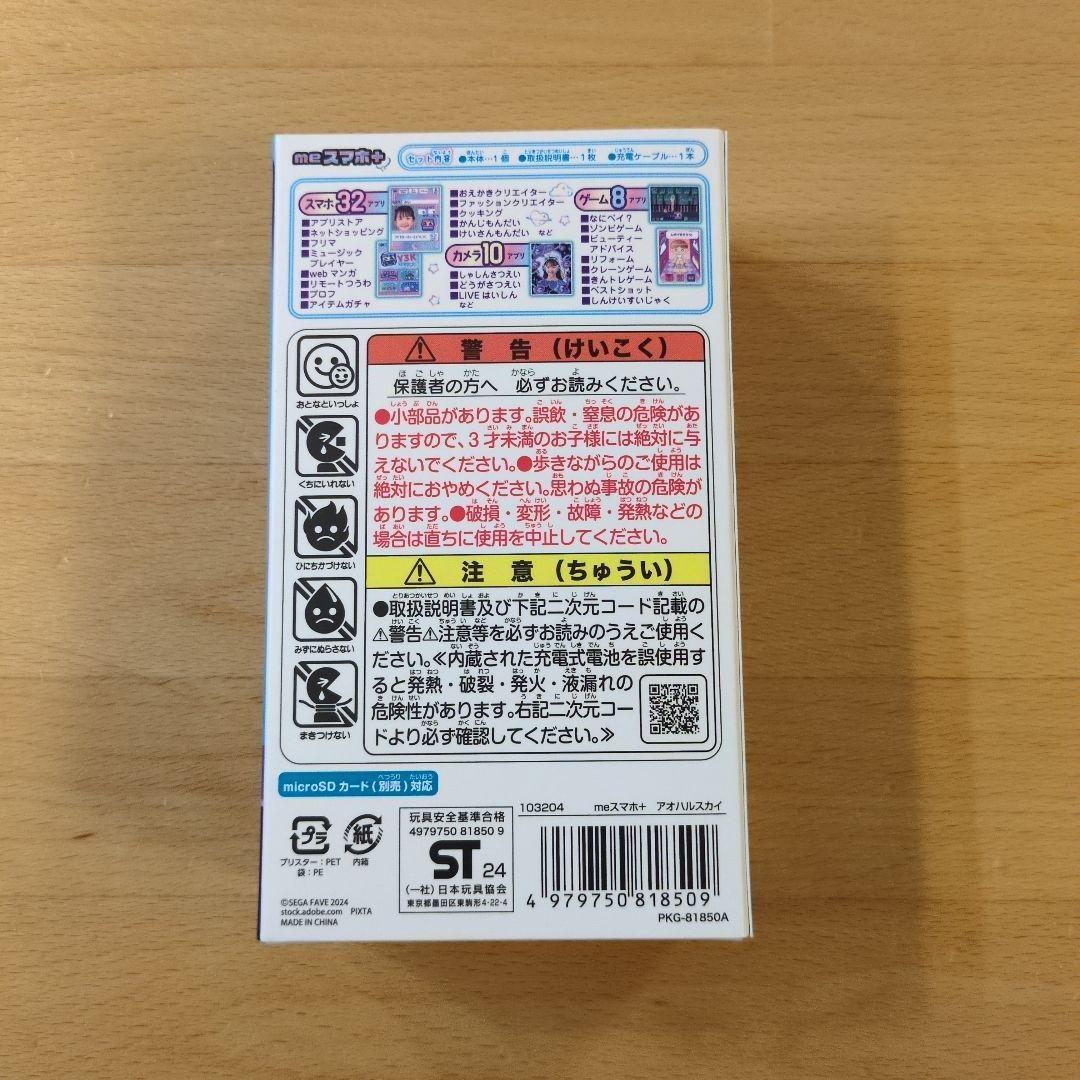 meスマホ+ セット内容 ●本体…1個 ●取扱説明書…1枚 ●充電ケーブル…1本
スマホ32アプリ
■アプリストア
■ネットショッピング
■フリマ
■ミュージック
プレイヤー
■webマンガ
■リモートつうわ
■プロフ
■アイテムガチャ
■おえかきクリエイター
■ファッションクリエイター
■クッキング
■かんじもんだい
■けいさんもんだい など
カメラ10アプリ
■しゃしんさつえい
■どうがさつえい
■LIVEはいしん
など
ゲーム8アプリ
■なにペイ?
■ゾンビゲーム
■ビューティー
アドバイス
■リフォーム
■クレーンゲーム
■きんトレゲーム
■ベストショット
■しんけいすいじゃく
Y3K
おとなといっしょ
くちにいれない
ひにちかづけない
みずにぬらさない
まきつけない
警告(けいこく)
保護者の方へ 必ずお読みください。
●小部品があります。誤飲・窒息の危険があ
りますので、3才未満のお子様には絶対に与
えないでください。●歩きながらのご使用は
絶対におやめください。思わぬ事故の危険が
あります。●破損・変形・故障・発熱などの
場合は直ちに使用を中止してください。
注意(ちゅうい)
●取扱説明書及び下記二次元コード記載の
⚠警告⚠注意等を必ずお読みのうえご使用く
ださい。≪内蔵された充電式電池を誤使用す
ると発熱・破裂・発火・液漏れの
危険性があります。右記二次元コー
ドより必ず確認してください。≫
microSDカード(別売)対応
プラ
ブリスター:PET
袋:PE
紙
内箱
©SEGA FAVE 2024
stock.adobe.com PIXTA
MADE IN CHINA
玩具安全基準合格
4979750 81850 9
ST 24
(一社)日本玩具協会
東京都墨田区東駒形4-22-4
103204 meスマホ+ アオハルスカイ
4 979750 818509
PKG-81850A